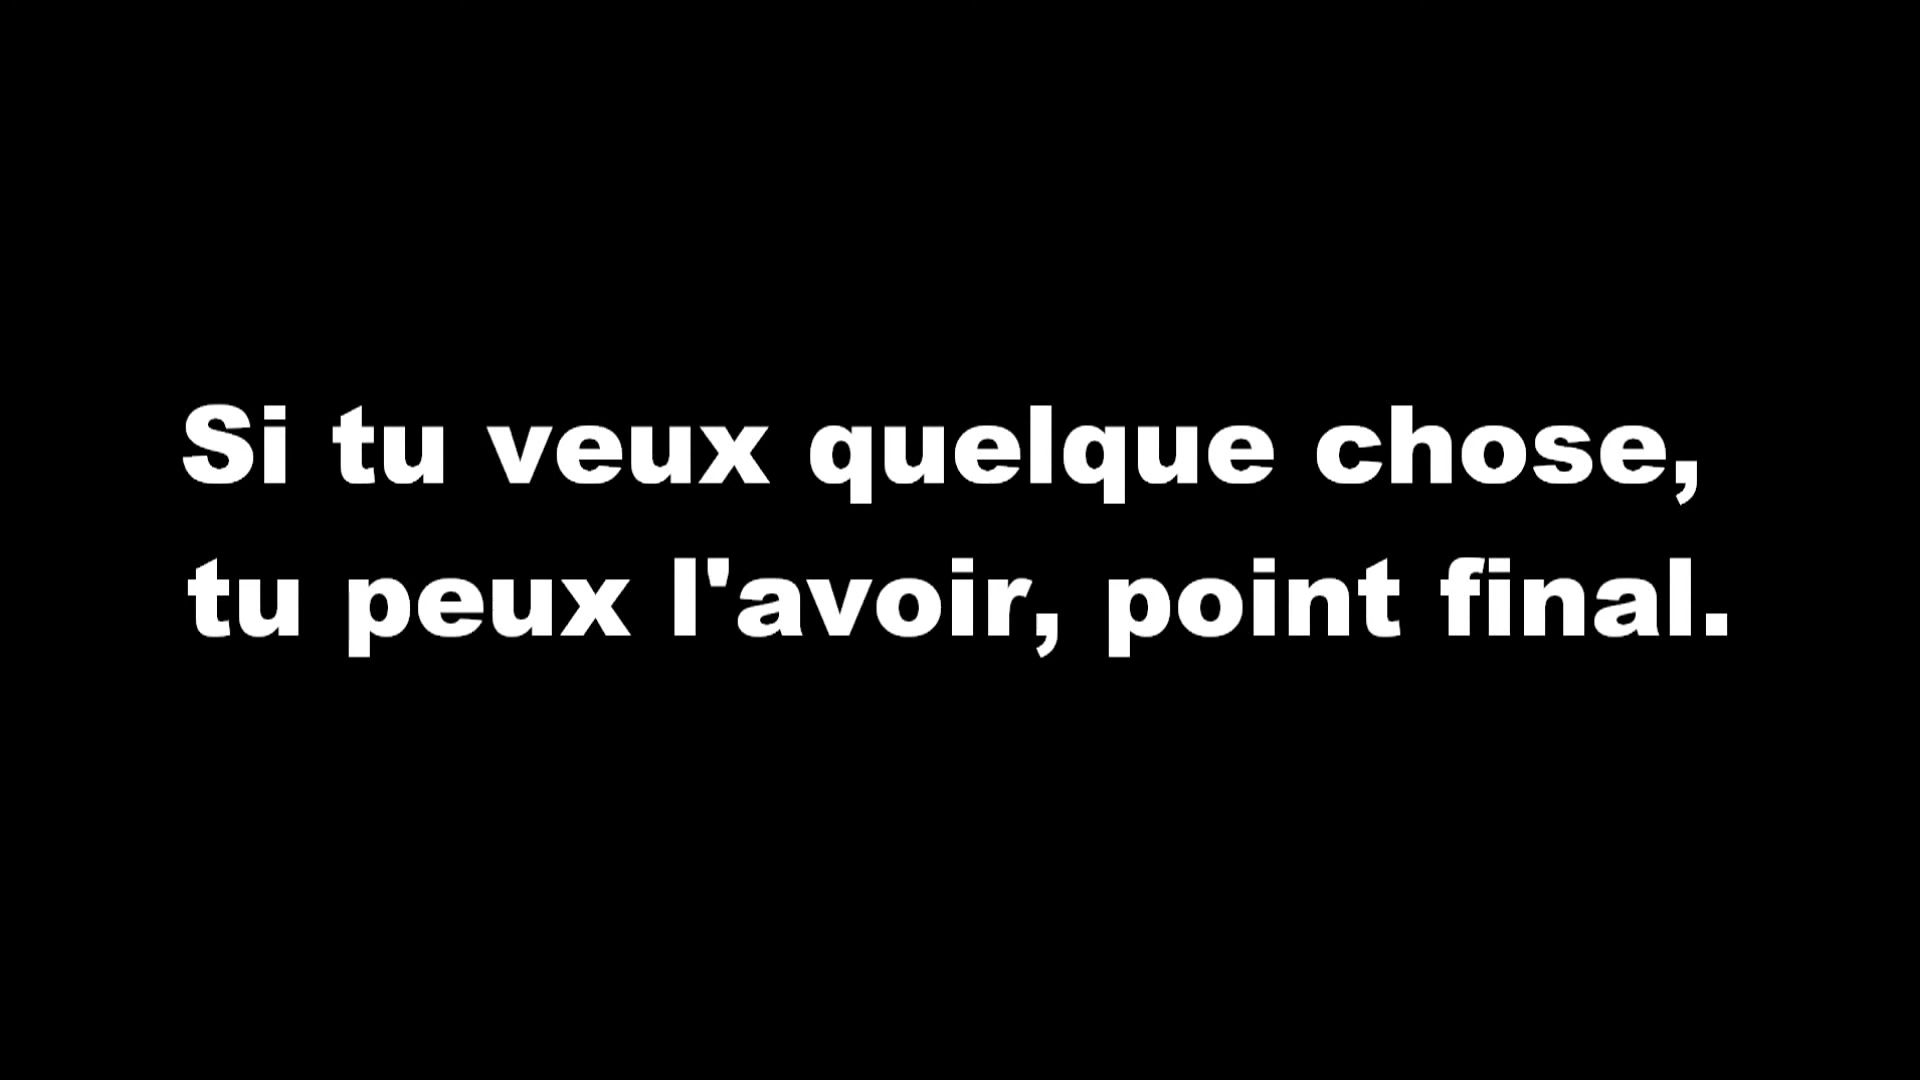 Si tu veux quelque chose,
tu peux l'avoir, point final.